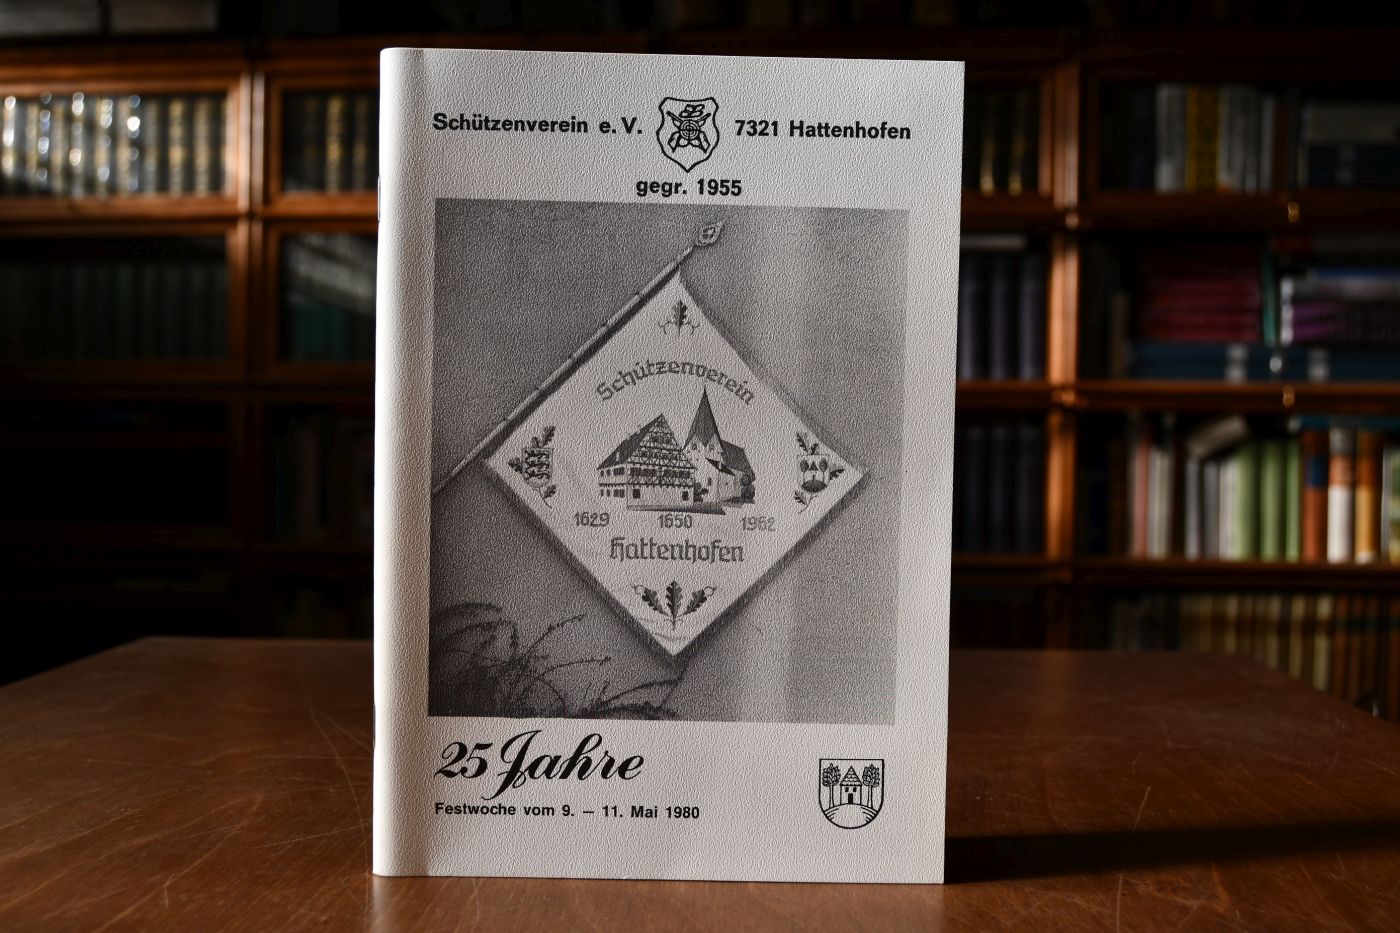 Schützenverein e. V. 7321 Hattenhofen
gegr. 1955
Schützenverein
1629 1650 1962
Hattenhofen
25 Jahre
Festwoche vom 9. – 11. Mai 1980